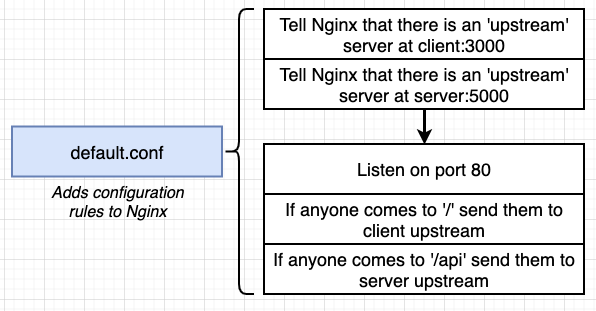 Tell Nginx that there is an 'upstream'
server at client:3000
Tell Nginx that there is an 'upstream'
server at server:5000
default.conf
Adds configuration
rules to Nginx
Listen on port 80
If anyone comes to '/' send them to
client upstream
If anyone comes to '/api' send them to
server upstream